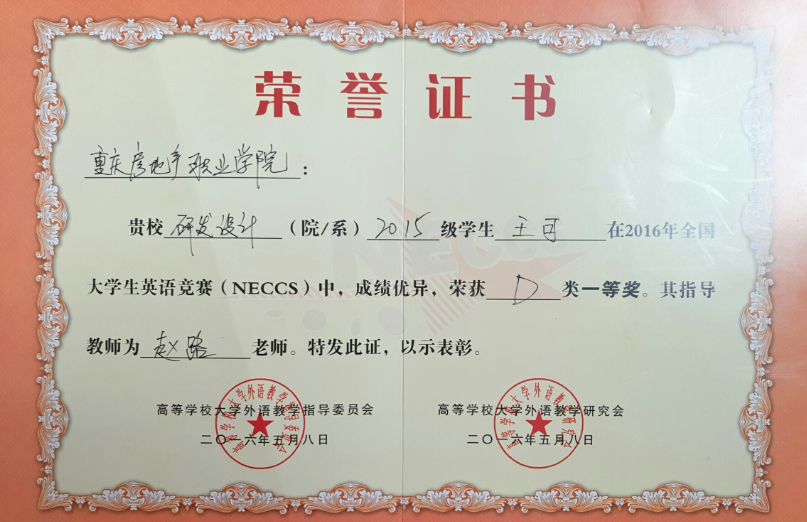 荣誉证书
重庆房地产职业学院：
贵校研发设计（院/系）2015级学生王可在2016年全国
大学生英语竞赛（NECCS）中，成绩优异，荣获D类一等奖。其指导
教师为赵路老师。特发此证，以示表彰。
高等学校大学外语教学指导委员会 高等学校大学外语教学研究会
二〇一六年五月八日 二〇一六年五月八日